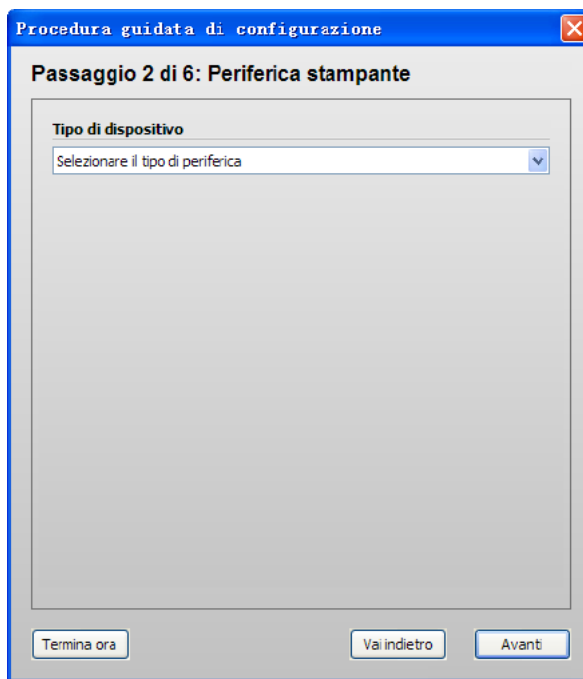 Procedura guidata di configurazione
Passaggio 2 di 6: Periferica stampante
Tipo di dispositivo
Selezionare il tipo di periferica
Termina ora
Vai indietro
Avanti